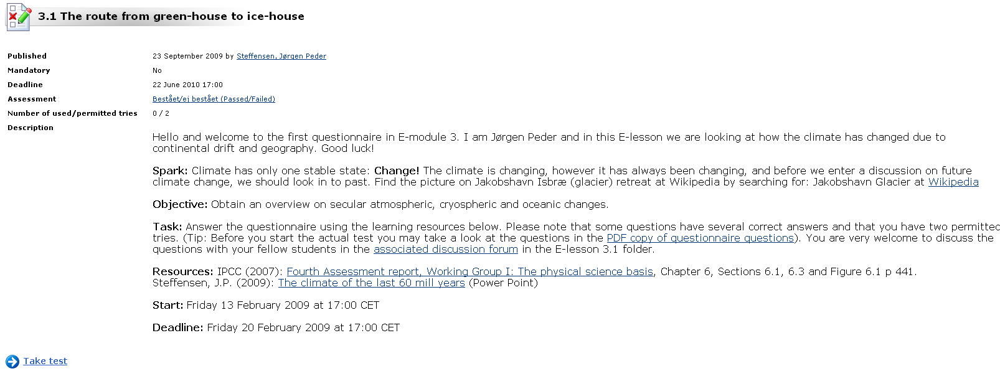 3.1 The route from green-house to ice-house
Published 23 September 2009 by Steffensen, Jørgen Peder
Mandatory No
Deadline 22 June 2010 17:00
Assessment Bestået/ej bestået (Passed/Failed)
Number of used/permitted tries 0 / 2
Description
Hello and welcome to the first questionnaire in E-module 3. I am Jørgen Peder and in this E-lesson we are looking at how the climate has changed due to
continental drift and geography. Good luck!
Spark: Climate has only one stable state: Change! The climate is changing, however it has always been changing, and before we enter a discussion on future
climate change, we should look in to past. Find the picture on Jakobshavn Isbræ (glacier) retreat at Wikipedia by searching for: Jakobshavn Glacier at Wikipedia
Objective: Obtain an overview on secular atmospheric, cryospheric and oceanic changes.
Task: Answer the questionnaire using the learning resources below. Please note that some questions have several correct answers and that you have two permitted
tries. (Tip: Before you start the actual test you may take a look at the questions in the PDF copy of questionnaire questions). You are very welcome to discuss the
questions with your fellow students in the associated discussion forum in the E-lesson 3.1 folder.
Resources: IPCC (2007): Fourth Assessment report, Working Group I: The physical science basis, Chapter 6, Sections 6.1, 6.3 and Figure 6.1 p 441.
Steffensen, J.P. (2009): The climate of the last 60 mill years (Power Point)
Start: Friday 13 February 2009 at 17:00 CET
Deadline: Friday 20 February 2009 at 17:00 CET
Take test